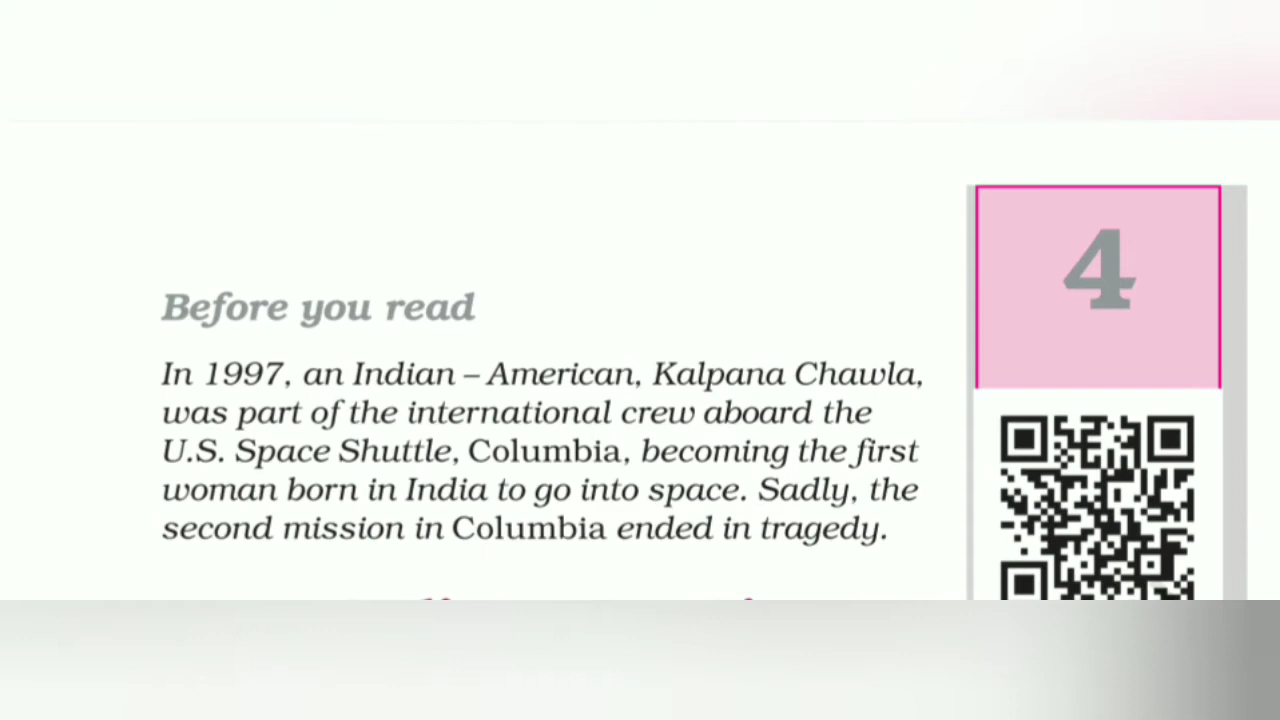 4
Before you read
In 1997, an Indian – American, Kalpana Chawla,
was part of the international crew aboard the
U.S. Space Shuttle, Columbia, becoming the first
woman born in India to go into space. Sadly, the
second mission in Columbia ended in tragedy.